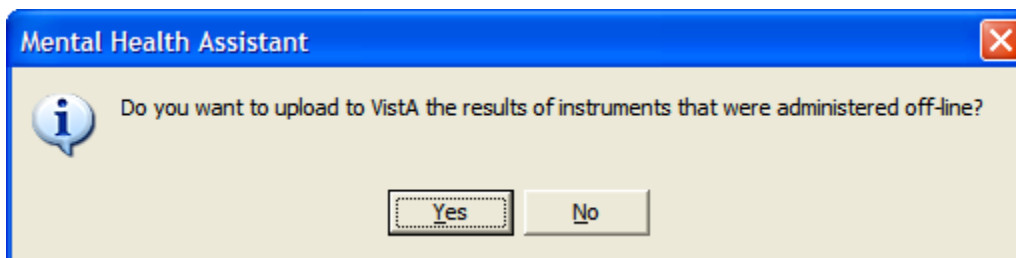 Mental Health Assistant
Do you want to upload to VistA the results of instruments that were administered off-line?
Yes No